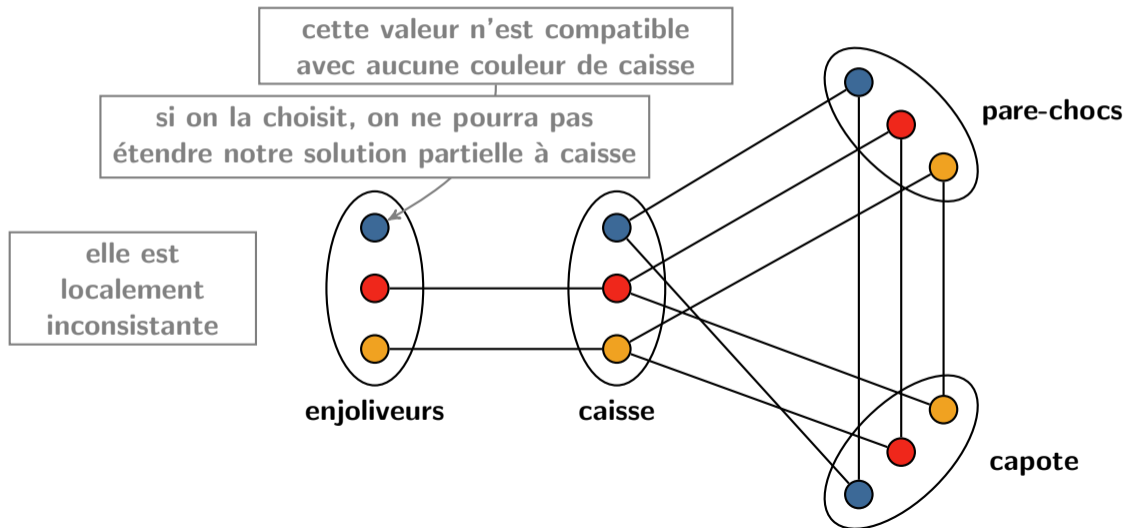 cette valeur n'est compatible
avec aucune couleur de caisse
si on la choisit, on ne pourra pas
étendre notre solution partielle à caisse
elle est
localement
inconsistante
pare-chocs
enjoliveurs
caisse
capote